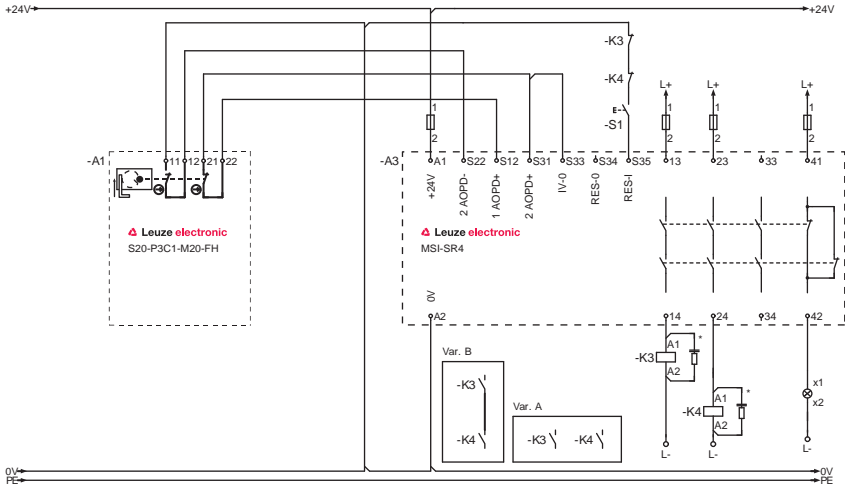 +24V +24V
-K3
-K4
L+ L+ L+
E--
-S1
1 1 1 1
2 2 2 2
-A1 11 12 21 22
-A3 A1 S22 S12 S31 S33 S34 S35 13 23 33 41
+24V 2 AOPD- 1 AOPD+ 2 AOPD+ IV-0 RES-0 RES-I
Leuze electronic
S20-P3C1-M20-FH
Leuze electronic
MSI-SR4
0V
A2 14 24 34 42
Var. B
-K3
-K4
Var. A
-K3 -K4
-K3 A1 A2 *
-K4 A1 A2 *
x1
x2
L- L- L-
0V 0V
PE PE